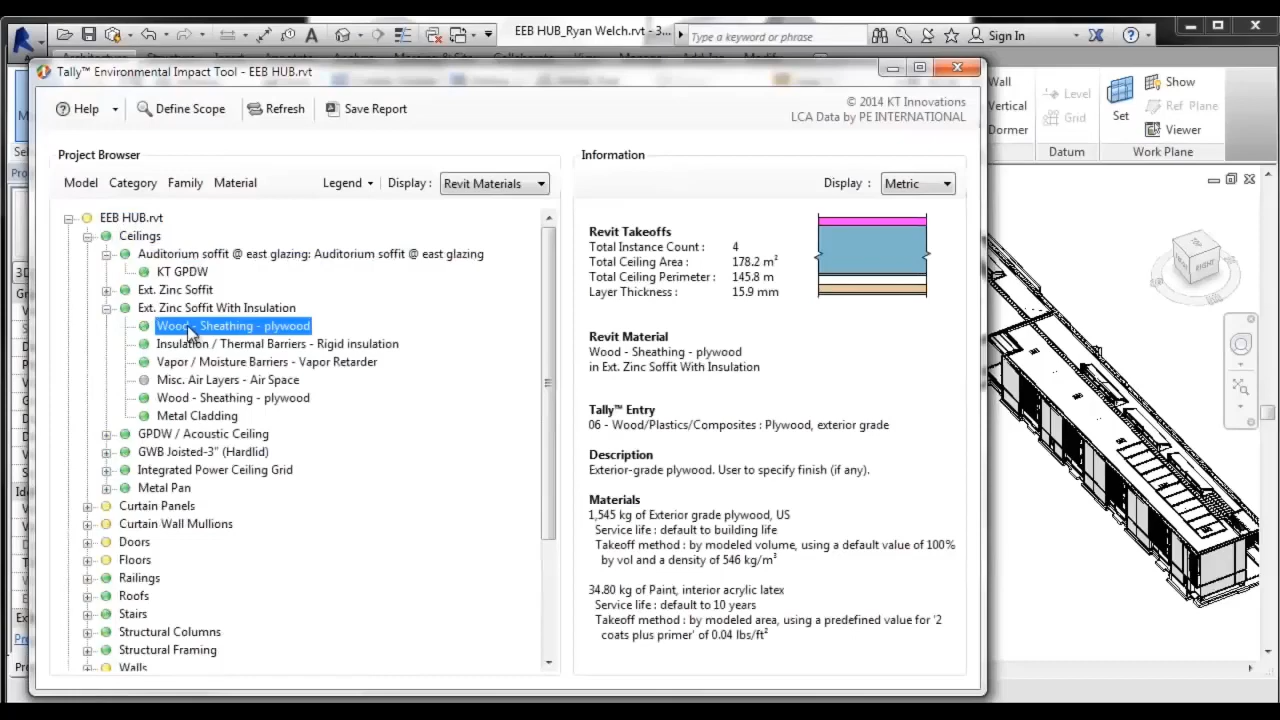 EEB HUB_Ryan Welch.rvt - 3...
Type a keyword or phrase
Sign In
Tally™ Environmental Impact Tool - EEB HUB.rvt
Help
Define Scope
Refresh
Save Report
© 2014 KT Innovations
LCA Data by PE INTERNATIONAL
Project Browser
Model Category Family Material
Legend
Display :
Revit Materials
EEB HUB.rvt
Ceilings
Auditorium soffit @ east glazing: Auditorium soffit @ east glazing
KT GPDW
Ext. Zinc Soffit
Ext. Zinc Soffit With Insulation
Wood - Sheathing - plywood
Insulation / Thermal Barriers - Rigid insulation
Vapor / Moisture Barriers - Vapor Retarder
Misc. Air Layers - Air Space
Wood - Sheathing - plywood
Metal Cladding
GPDW / Acoustic Ceiling
GWB Joisted-3" (Hardlid)
Integrated Power Ceiling Grid
Metal Pan
Curtain Panels
Curtain Wall Mullions
Doors
Floors
Railings
Roofs
Stairs
Structural Columns
Structural Framing
Walls
Information
Display :
Metric
Revit Takeoffs
Total Instance Count : 4
Total Ceiling Area : 178.2 m²
Total Ceiling Perimeter : 145.8 m
Layer Thickness : 15.9 mm
Revit Material
Wood - Sheathing - plywood
in Ext. Zinc Soffit With Insulation
Tally™ Entry
06 - Wood/Plastics/Composites : Plywood, exterior grade
Description
Exterior-grade plywood. User to specify finish (if any).
Materials
1,545 kg of Exterior grade plywood, US
Service life : default to building life
Takeoff method : by modeled volume, using a default value of 100%
by vol and a density of 546 kg/m³
34.80 kg of Paint, interior acrylic latex
Service life : default to 10 years
Takeoff method : by modeled area, using a predefined value for '2
coats plus primer' of 0.04 lbs/ft²
Wall
Vertical
Dormer
Level
Grid
Datum
Set
Show
Ref Plane
Viewer
Work Plane
TOP
FRONT
RIGHT